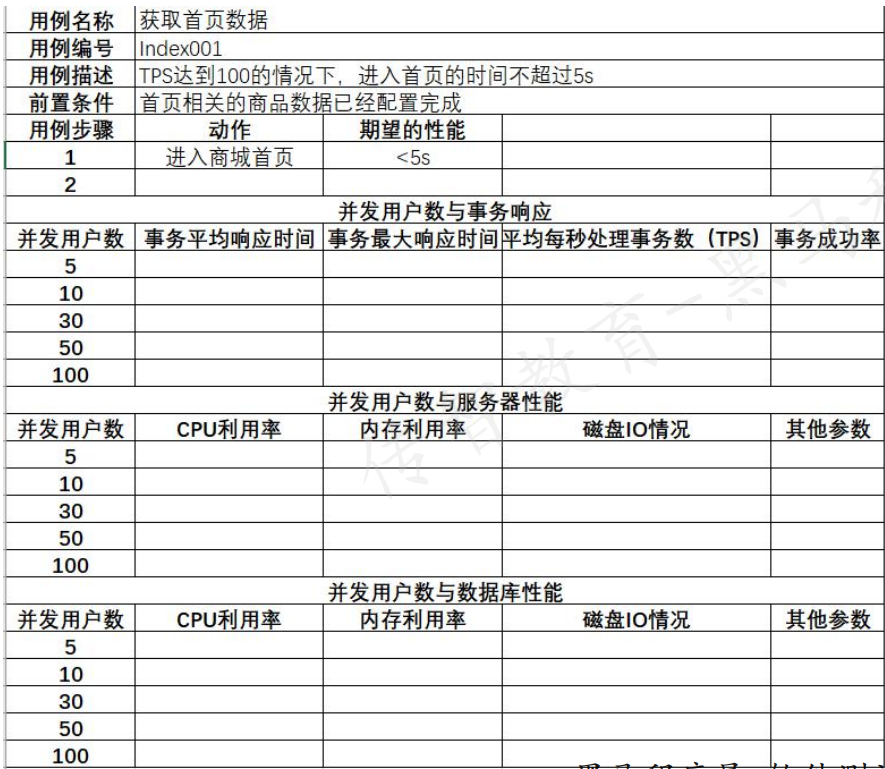 用例名称 获取首页数据
用例编号 Index001
用例描述 TPS达到100的情况下，进入首页的时间不超过5s
前置条件 首页相关的商品数据已经配置完成
用例步骤 动作 期望的性能
1 进入商城首页 <5s
2
并发用户数与事务响应
并发用户数 事务平均响应时间 事务最大响应时间 平均每秒处理事务数（TPS） 事务成功率
5
10
30
50
100
并发用户数与服务器性能
并发用户数 CPU利用率 内存利用率 磁盘IO情况 其他参数
5
10
30
50
100
并发用户数与数据库性能
并发用户数 CPU利用率 内存利用率 磁盘IO情况 其他参数
5
10
30
50
100
传智教育-黑马